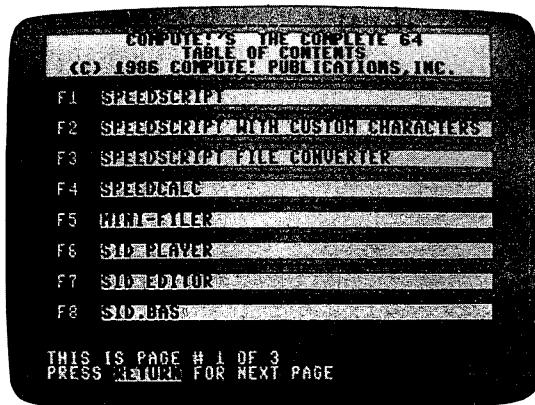 COMPUTE!'S THE COMPLETE 64
TABLE OF CONTENTS
(C) 1986 COMPUTE! PUBLICATIONS,INC.
F1 SPEEDSCRIPT
F2 SPEEDSCRIPT WITH CUSTOM CHARACTERS
F3 SPEEDSCRIPT FILE CONVERTER
F4 SPEEDCALC
F5 MINI-FILER
F6 SID PLAYER
F7 SID EDITOR
F8 SID.BAS
THIS IS PAGE # 1 OF 3
PRESS RETURN FOR NEXT PAGE